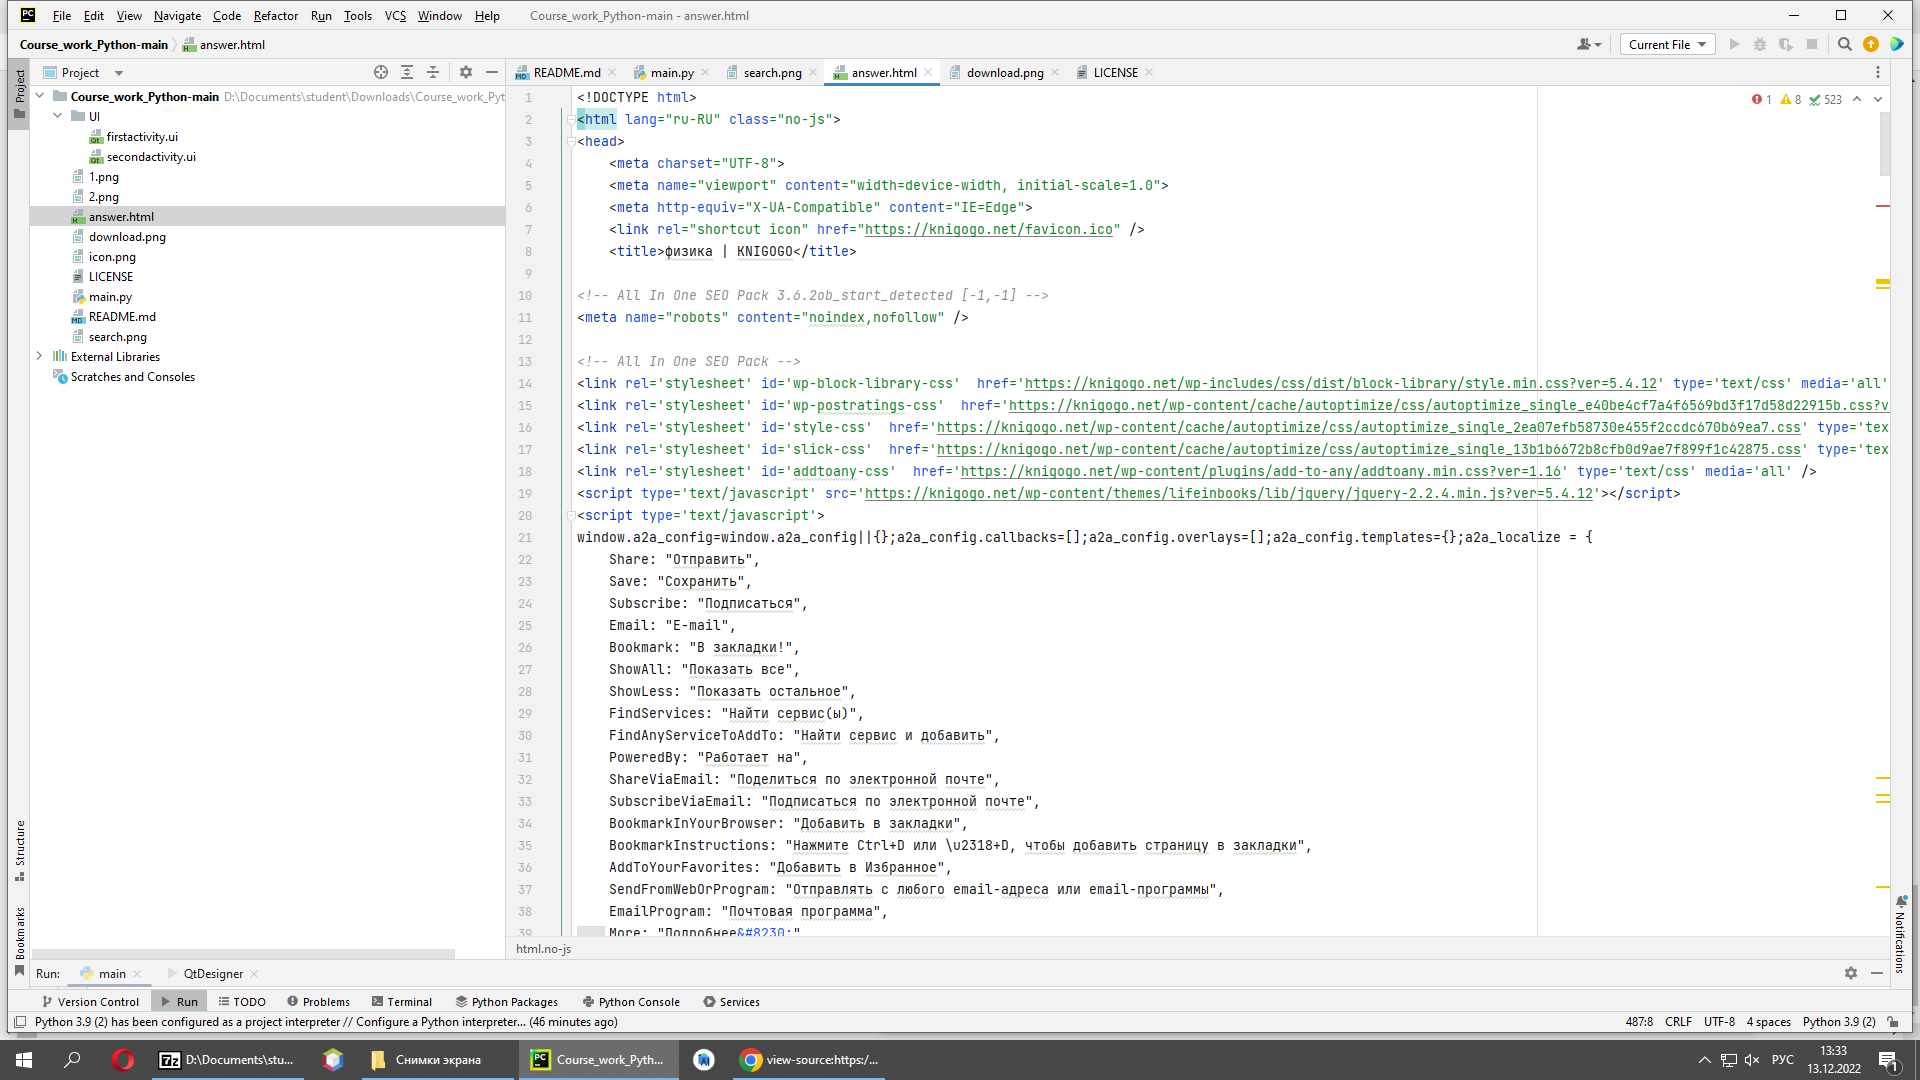 File Edit View Navigate Code Refactor Run Tools VCS Window Help Course_work_Python-main - answer.html
Course_work_Python-main answer.html Current File
Project README.md main.py search.png answer.html download.png LICENSE
Project
Structure
Bookmarks
Notifications
Course_work_Python-main D:\Documents\student\Downloads\Course_work_Pyt
UI
firstactivity.ui
secondactivity.ui
1.png
2.png
answer.html
download.png
icon.png
LICENSE
main.py
README.md
search.png
External Libraries
Scratches and Consoles
1 8 523
1 <!DOCTYPE html>
2 <html lang="ru-RU" class="no-js">
3 <head>
4 <meta charset="UTF-8">
5 <meta name="viewport" content="width=device-width, initial-scale=1.0">
6 <meta http-equiv="X-UA-Compatible" content="IE=Edge">
7 <link rel="shortcut icon" href="https://knigogo.net/favicon.ico" />
8 <title>физика | KNIGOGO</title>
9
10 <!-- All In One SEO Pack 3.6.2ob_start_detected [-1,-1] -->
11 <meta name="robots" content="noindex,nofollow" />
12
13 <!-- All In One SEO Pack -->
14 <link rel='stylesheet' id='wp-block-library-css'  href='https://knigogo.net/wp-includes/css/dist/block-library/style.min.css?ver=5.4.12' type='text/css' media='all'
15 <link rel='stylesheet' id='wp-postratings-css'  href='https://knigogo.net/wp-content/cache/autoptimize/css/autoptimize_single_e40be4cf7a4f6569bd3f17d58d22915b.css?v
16 <link rel='stylesheet' id='style-css'  href='https://knigogo.net/wp-content/cache/autoptimize/css/autoptimize_single_2ea07efb58730e455f2ccdc670b69ea7.css' type='tex
17 <link rel='stylesheet' id='slick-css'  href='https://knigogo.net/wp-content/cache/autoptimize/css/autoptimize_single_13b1b6672b8cfb0d9ae7f899f1c42875.css' type='tex
18 <link rel='stylesheet' id='addtoany-css'  href='https://knigogo.net/wp-content/plugins/add-to-any/addtoany.min.css?ver=1.16' type='text/css' media='all' />
19 <script type='text/javascript' src='https://knigogo.net/wp-content/themes/lifeinbooks/lib/jquery/jquery-2.2.4.min.js?ver=5.4.12'></script>
20 <script type='text/javascript'>
21 window.a2a_config=window.a2a_config||{};a2a_config.callbacks=[];a2a_config.overlays=[];a2a_config.templates={};a2a_localize = {
22 Share: "Отправить",
23 Save: "Сохранить",
24 Subscribe: "Подписаться",
25 Email: "E-mail",
26 Bookmark: "В закладки!",
27 ShowAll: "Показать все",
28 ShowLess: "Показать остальное",
29 FindServices: "Найти сервис(ы)",
30 FindAnyServiceToAddTo: "Найти сервис и добавить",
31 PoweredBy: "Работает на",
32 ShareViaEmail: "Поделиться по электронной почте",
33 SubscribeViaEmail: "Подписаться по электронной почте",
34 BookmarkInYourBrowser: "Добавить в закладки",
35 BookmarkInstructions: "Нажмите Ctrl+D или \u2318+D, чтобы добавить страницу в закладки",
36 AddToYourFavorites: "Добавить в Избранное",
37 SendFromWebOrProgram: "Отправлять с любого email-адреса или email-программы",
38 EmailProgram: "Почтовая программа",
39 More: "Подробнее&#8230;"
html.no-js
Run: main QtDesigner
Version Control Run TODO Problems Terminal Python Packages Python Console Services
Python 3.9 (2) has been configured as a project interpreter // Configure a Python interpreter... (46 minutes ago) 487:8 CRLF UTF-8 4 spaces Python 3.9 (2)
D:\Documents\stu... Снимки экрана Course_work_Pyth... view-source:https:/... РУС 13:33
13.12.2022 1